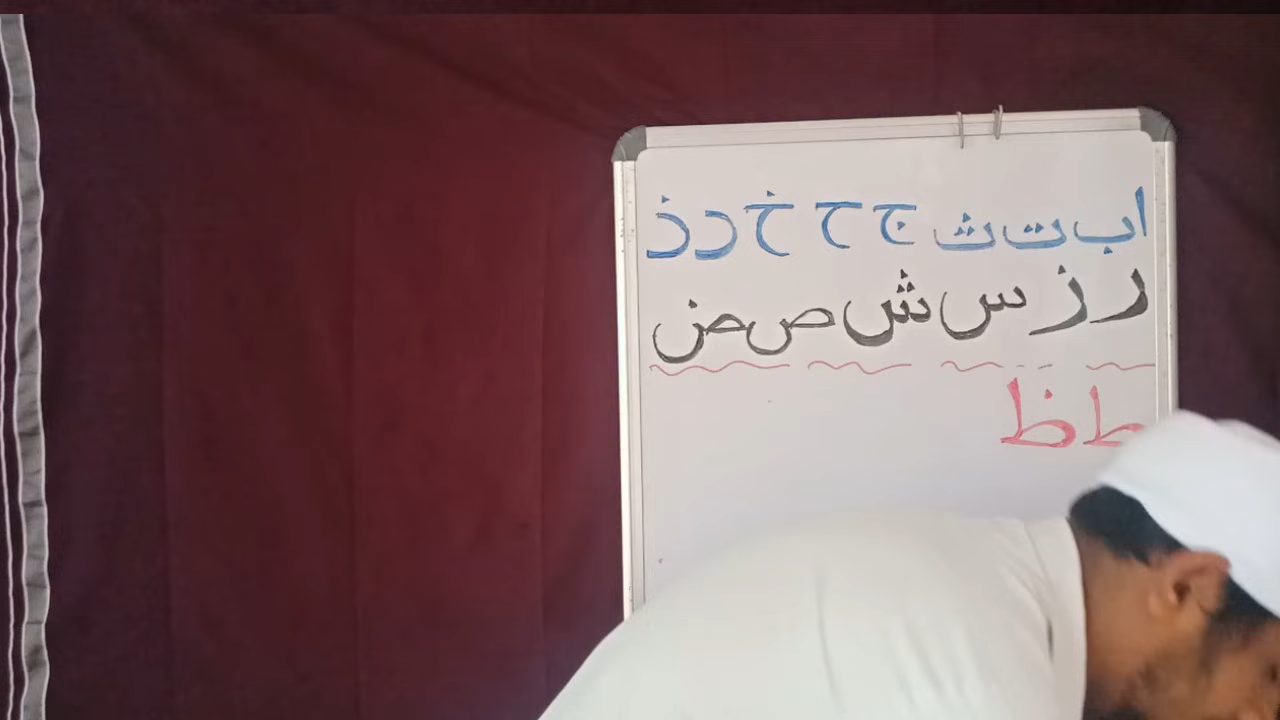 ا ب ت ث ج ح خ د ذ
ر ز س ش ص ض
ط ظ